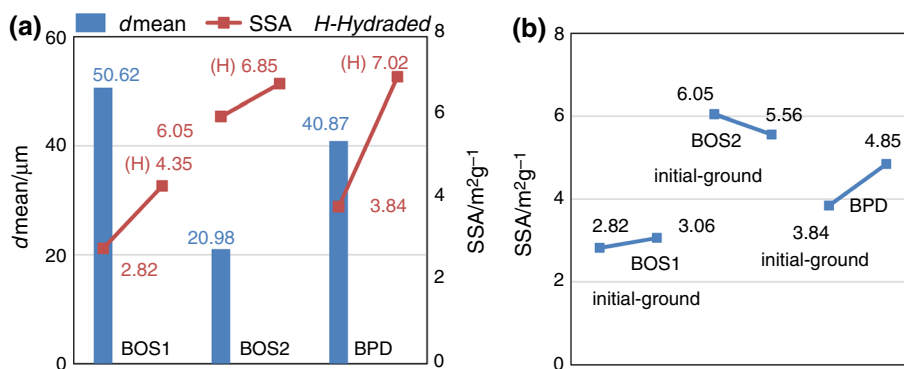 (a)
dmean SSA H-Hydraded
60
40
20
0
dmean/μm
8
6
4
2
0
SSA/m²g⁻¹
50.62
(H) 4.35
2.82
BOS1
(H) 6.85
6.05
20.98
BOS2
(H) 7.02
40.87
3.84
BPD
(b)
8
6
4
2
0
SSA/m²g⁻¹
2.82 3.06
BOS1
initial-ground
6.05
5.56
BOS2
initial-ground
4.85
BPD
3.84
initial-ground